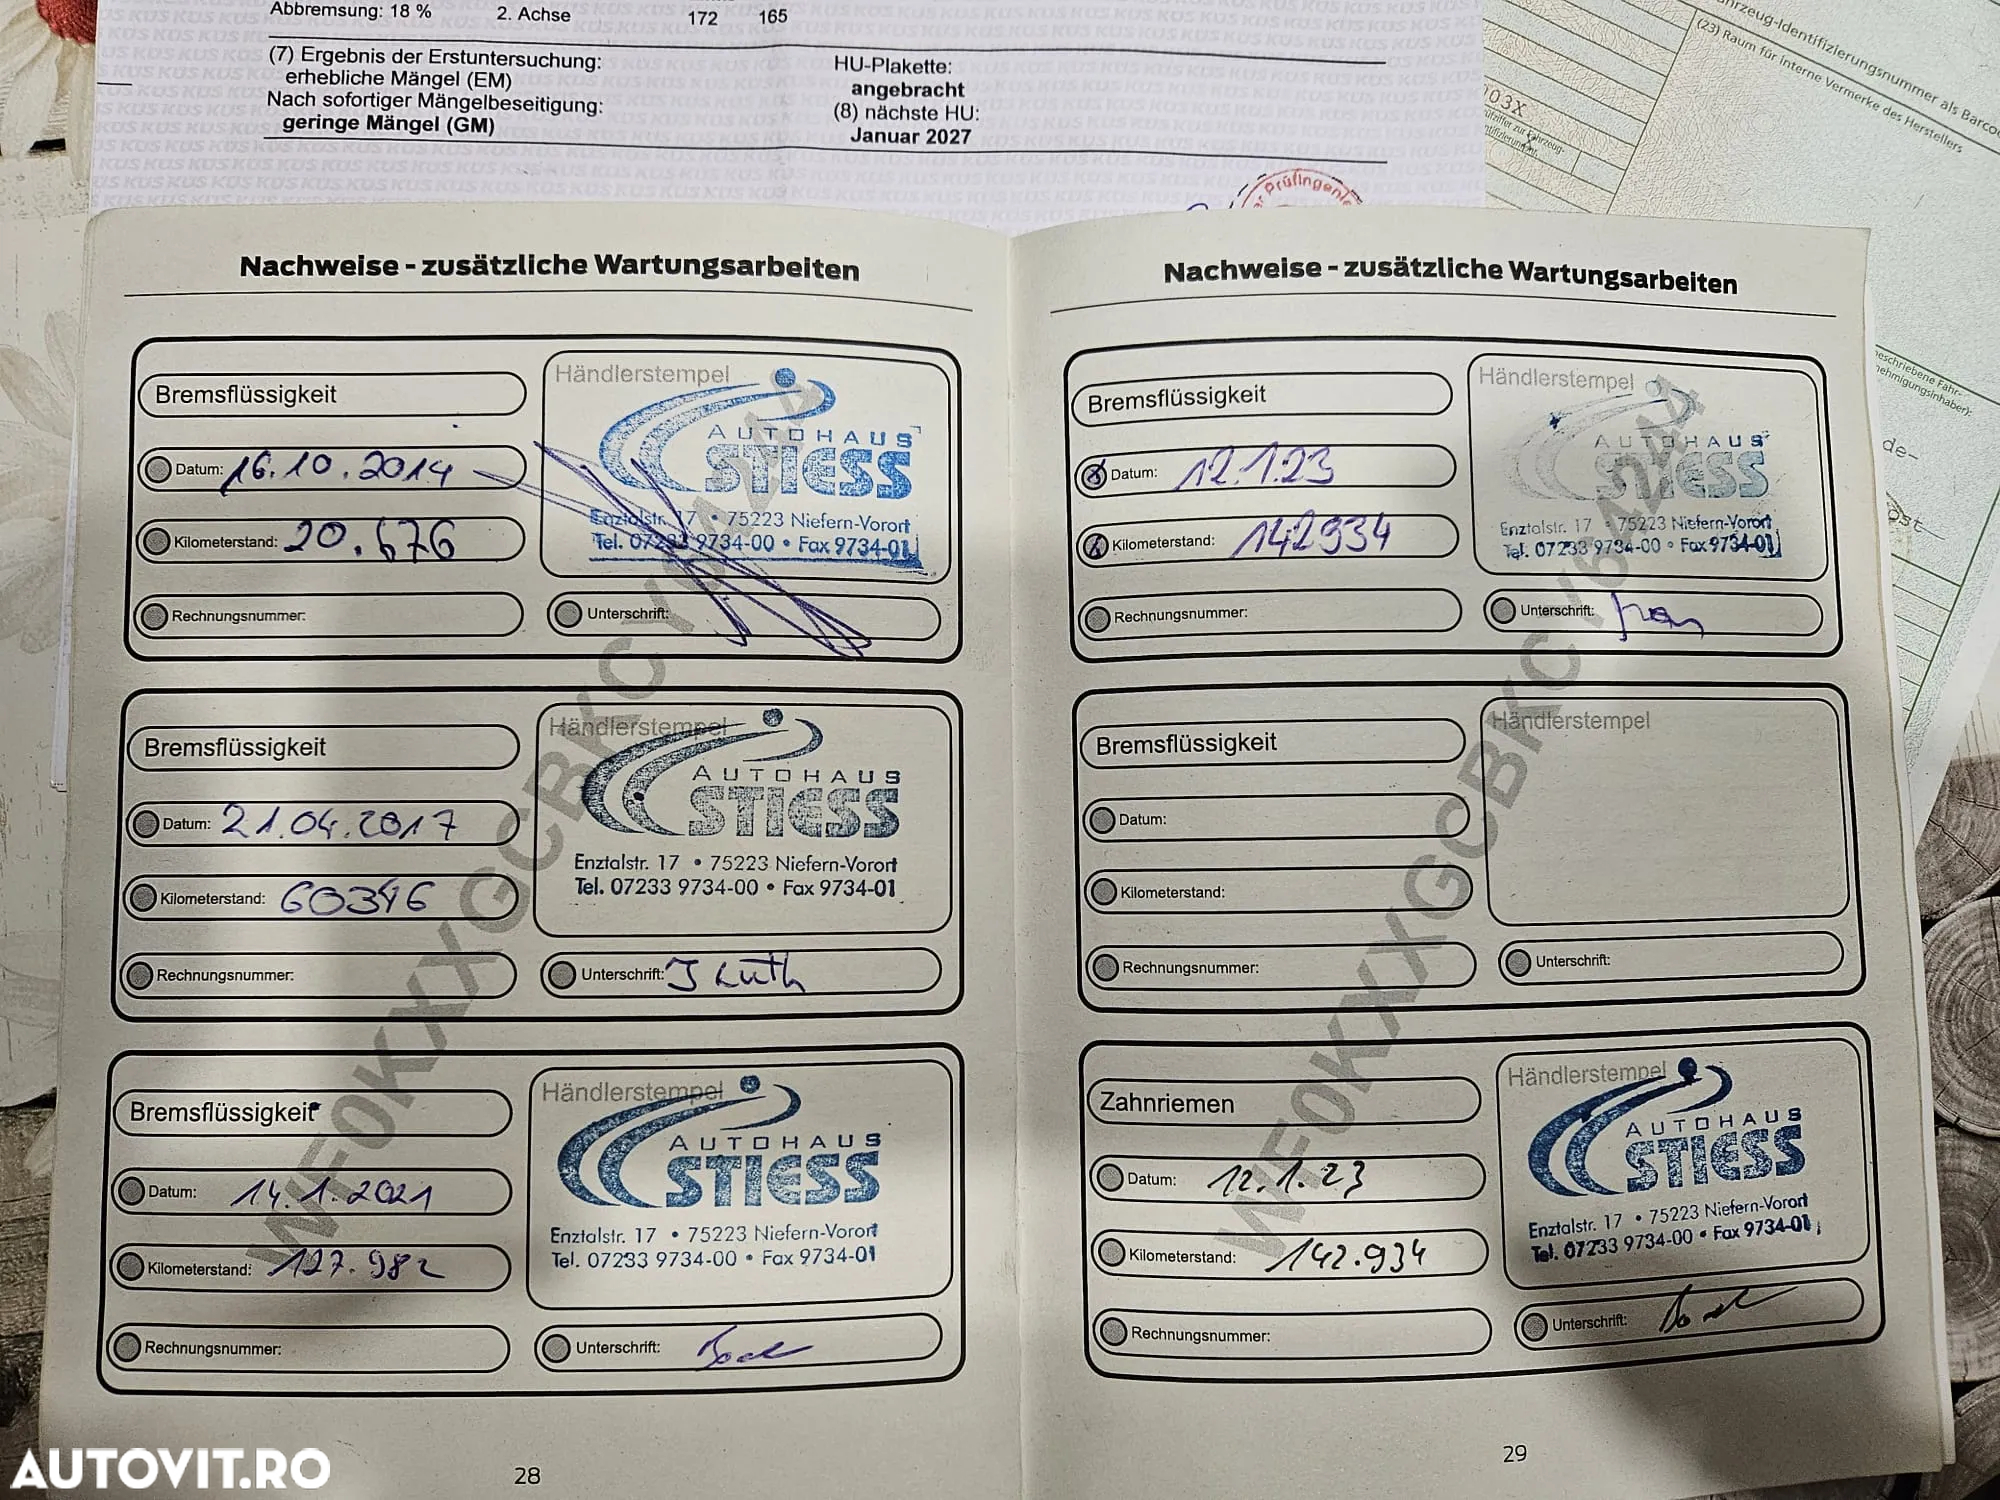 Abbremsung: 18 % 2. Achse 172 165
(7) Ergebnis der Erstuntersuchung:
erhebliche Mängel (EM)
Nach sofortiger Mängelbeseitigung:
geringe Mängel (GM)
HU-Plakette:
angebracht
(8) nächste HU:
Januar 2027
(23) Raum für interne Vermerke des Herstellers
Nachweise - zusätzliche Wartungsarbeiten
Bremsflüssigkeit
Datum: 16.10.2014
Kilometerstand: 20.676
Rechnungsnummer:
Händlerstempel
AUTOHAUS
STIESS
Enztalstr. 17 • 75223 Niefern-Vorort
Tel. 07233 9734-00 • Fax 9734-01
Unterschrift:
Bremsflüssigkeit
Datum: 21.04.2017
Kilometerstand: 60346
Rechnungsnummer:
Händlerstempel
AUTOHAUS
STIESS
Enztalstr. 17 • 75223 Niefern-Vorort
Tel. 07233 9734-00 • Fax 9734-01
Unterschrift:
Bremsflüssigkeit
Datum: 14.1.2021
Kilometerstand: 127.982
Rechnungsnummer:
Händlerstempel
AUTOHAUS
STIESS
Enztalstr. 17 • 75223 Niefern-Vorort
Tel. 07233 9734-00 • Fax 9734-01
Unterschrift:
28
Nachweise - zusätzliche Wartungsarbeiten
Bremsflüssigkeit
Datum: 12.1.23
Kilometerstand: 142934
Rechnungsnummer:
Händlerstempel
AUTOHAUS
STIESS
Enztalstr. 17 • 75223 Niefern-Vorort
Tel. 07233 9734-00 • Fax 9734-01
Unterschrift:
Bremsflüssigkeit
Datum:
Kilometerstand:
Rechnungsnummer:
Händlerstempel
Unterschrift:
Zahnriemen
Datum: 12.1.23
Kilometerstand: 142.934
Rechnungsnummer:
Händlerstempel
AUTOHAUS
STIESS
Enztalstr. 17 • 75223 Niefern-Vorort
Tel. 07233 9734-00 • Fax 9734-01
Unterschrift:
29
AUTOVIT.RO